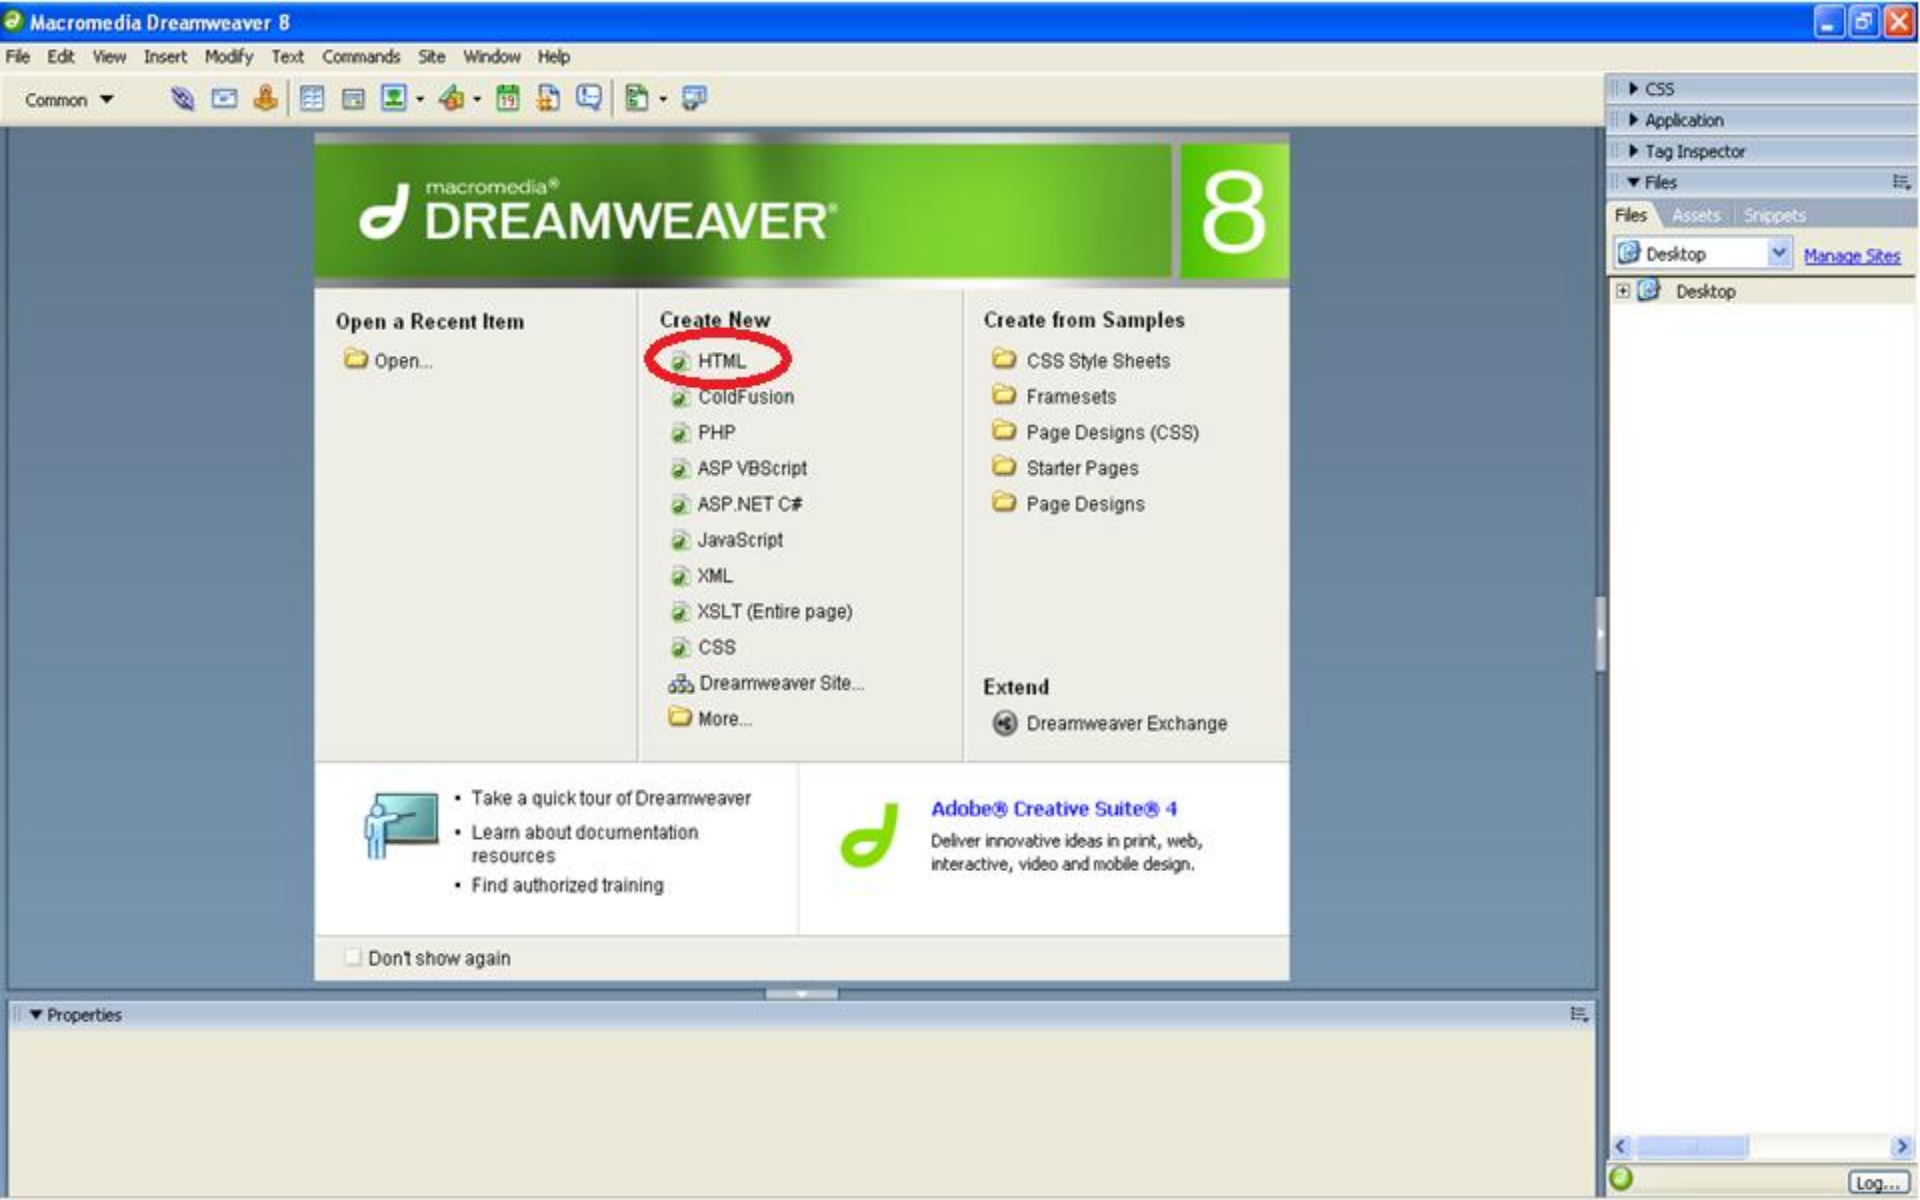 Macromedia Dreamweaver 8
File Edit View Insert Modify Text Commands Site Window Help
Common
19
CSS
Application
Tag Inspector
Files
Files Assets Snippets
Desktop Manage Sites
Desktop
macromedia®
DREAMWEAVER®
8
Open a Recent Item
Open...
Create New
HTML
ColdFusion
PHP
ASP VBScript
ASP.NET C#
JavaScript
XML
XSLT (Entire page)
CSS
Dreamweaver Site...
More...
Create from Samples
CSS Style Sheets
Framesets
Page Designs (CSS)
Starter Pages
Page Designs
Extend
Dreamweaver Exchange
• Take a quick tour of Dreamweaver
• Learn about documentation
resources
• Find authorized training
Adobe® Creative Suite® 4
Deliver innovative ideas in print, web,
interactive, video and mobile design.
Don't show again
Properties
Log...